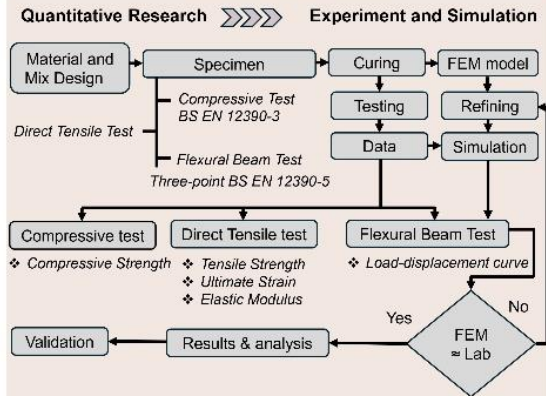 Quantitative Research
Experiment and Simulation
Material and
Mix Design
Specimen
Curing
FEM model
Compressive Test
BS EN 12390-3
Direct Tensile Test
Flexural Beam Test
Three-point BS EN 12390-5
Testing
Refining
Data
Simulation
Compressive test
Direct Tensile test
Flexural Beam Test
Compressive Strength
Tensile Strength
Ultimate Strain
Elastic Modulus
Load-displacement curve
Yes
No
FEM
≈ Lab
Results & analysis
Validation